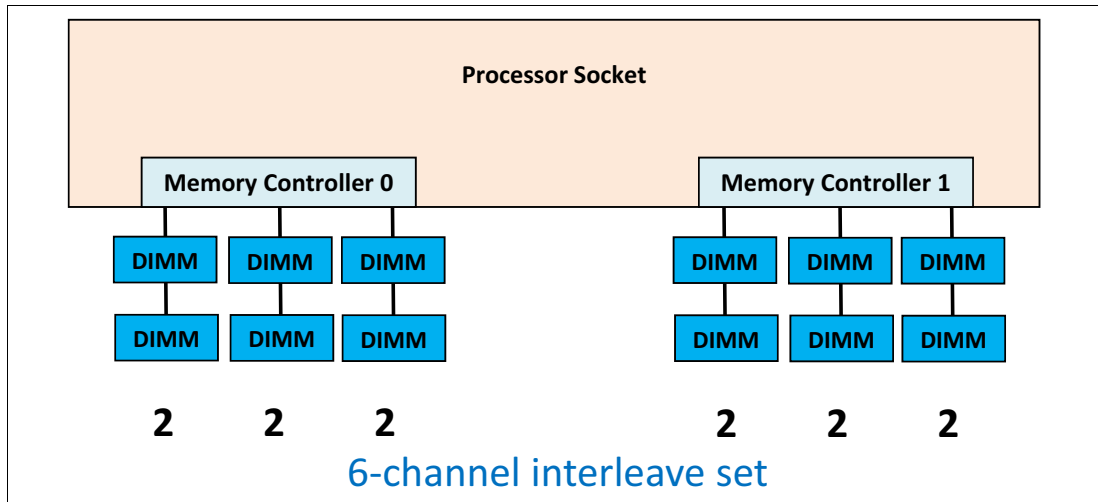 Processor Socket
Memory Controller 0 Memory Controller 1
DIMM DIMM DIMM DIMM DIMM DIMM
DIMM DIMM DIMM DIMM DIMM DIMM
2 2 2 2 2 2
6-channel interleave set